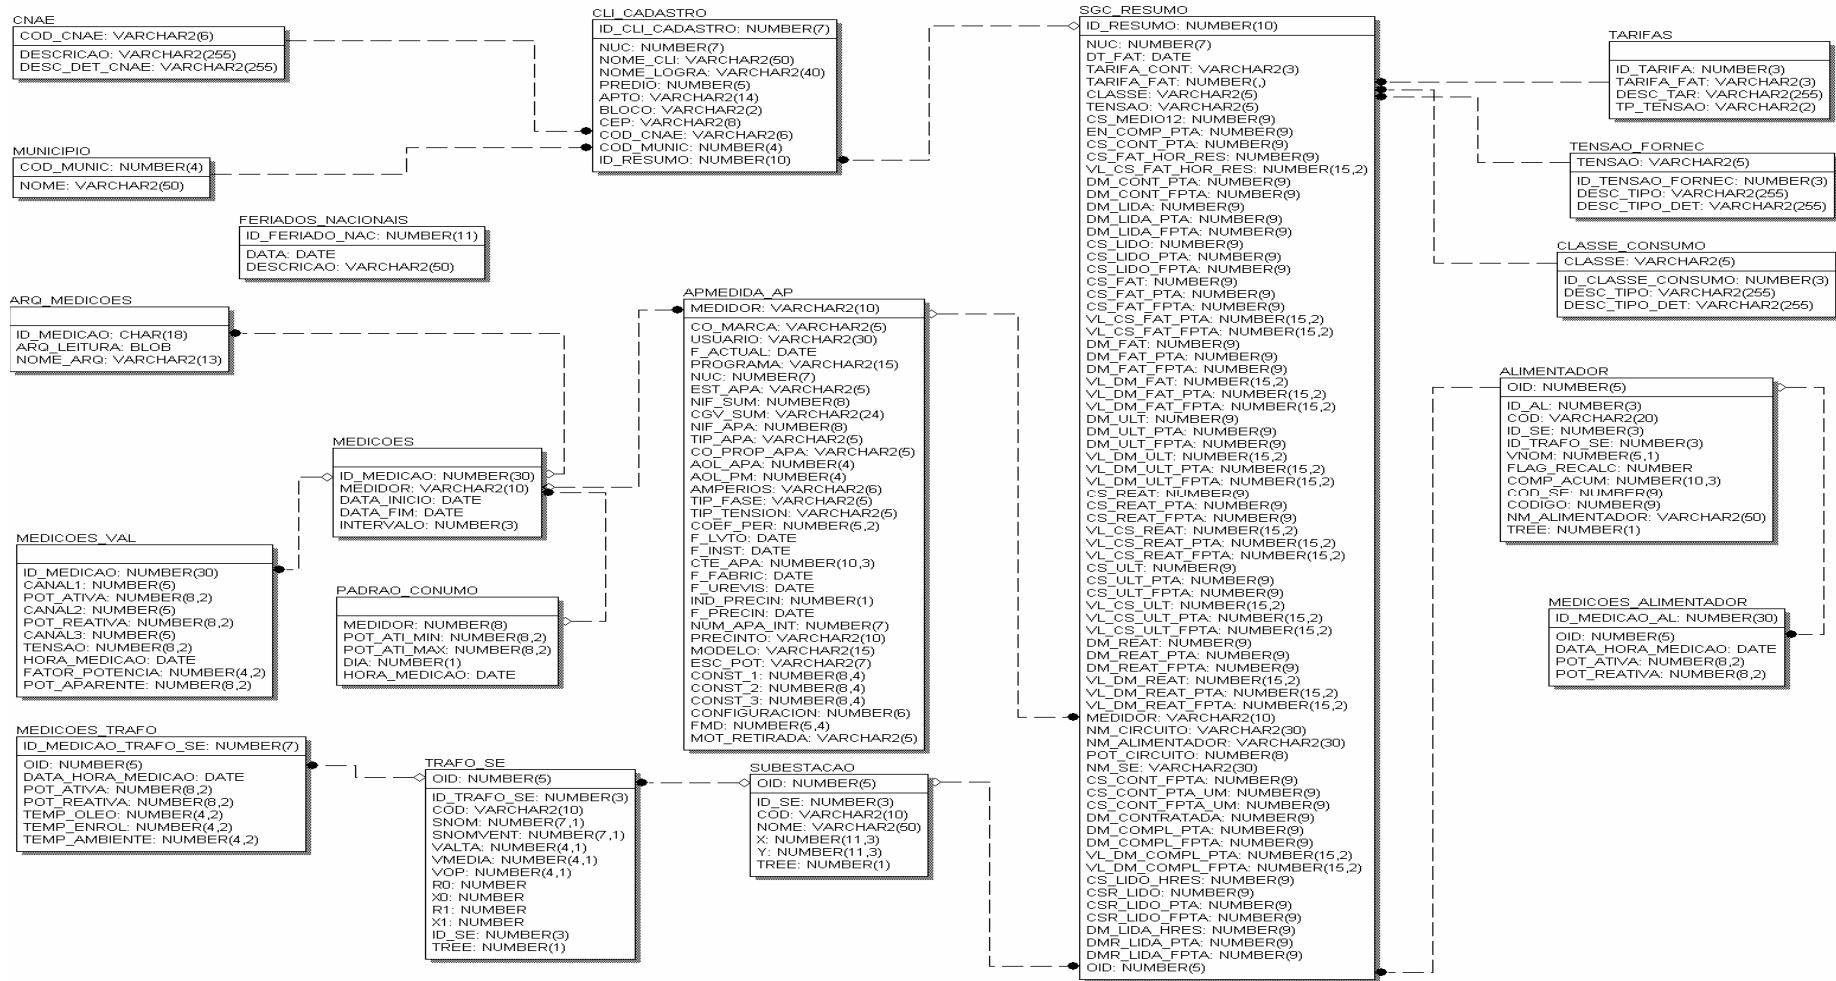 CNAE
COD_CNAE: VARCHAR2(6)
DESCRICAO: VARCHAR2(255)
DESC_DET_CNAE: VARCHAR2(255)
MUNICIPIO
COD_MUNIC: NUMBER(4)
NOME: VARCHAR2(50)
CLI_CADASTRO
ID_CLI_CADASTRO: NUMBER(7)
NUC: NUMBER(7)
NOME_CLI: VARCHAR2(50)
NOME_LOGRA: VARCHAR2(40)
PREDIO: NUMBER(5)
APTO: VARCHAR2(14)
BLOCO: VARCHAR2(2)
CEP: VARCHAR2(8)
COD_CNAE: VARCHAR2(6)
COD_MUNIC: NUMBER(4)
ID_RESUMO: NUMBER(10)
FERIADOS_NACIONAIS
ID_FERIADO_NAC: NUMBER(11)
DATA: DATE
DESCRICAO: VARCHAR2(50)
ARQ_MEDICOES
ID_MEDICAO: CHAR(18)
ARQ_LEITURA: BLOB
NOME_ARQ: VARCHAR2(13)
MEDICOES
ID_MEDICAO: NUMBER(30)
MEDIDOR: VARCHAR2(10)
DATA_INICIO: DATE
DATA_FIM: DATE
INTERVALO: NUMBER(3)
MEDICOES_VAL
ID_MEDICAO: NUMBER(30)
CANAL1: NUMBER(5)
POT_ATIVA: NUMBER(8,2)
CANAL2: NUMBER(5)
POT_REATIVA: NUMBER(8,2)
CANAL3: NUMBER(5)
TENSAO: NUMBER(8,2)
HORA_MEDICAO: DATE
FATOR_POTENCIA: NUMBER(4,2)
POT_APARENTE: NUMBER(8,2)
PADRAO_CONUMO
MEDIDOR: NUMBER(8)
POT_ATI_MIN: NUMBER(8,2)
POT_ATI_MAX: NUMBER(8,2)
DIA: NUMBER(1)
HORA_MEDICAO: DATE
MEDICOES_TRAFO
ID_MEDICAO_TRAFO_SE: NUMBER(7)
OID: NUMBER(5)
DATA_HORA_MEDICAO: DATE
POT_ATIVA: NUMBER(8,2)
POT_REATIVA: NUMBER(8,2)
TEMP_OLEO: NUMBER(4,2)
TEMP_ENROL: NUMBER(4,2)
TEMP_AMBIENTE: NUMBER(4,2)
TRAFO_SE
OID: NUMBER(5)
ID_TRAFO_SE: NUMBER(3)
COD: VARCHAR2(10)
SNOM: NUMBER(7,1)
SNOMVENT: NUMBER(7,1)
VALTA: NUMBER(4,1)
VMEDIA: NUMBER(4,1)
VOP: NUMBER(4,1)
R0: NUMBER
X0: NUMBER
R1: NUMBER
X1: NUMBER
ID_SE: NUMBER(3)
TREE: NUMBER(1)
APMEDIDA_AP
MEDIDOR: VARCHAR2(10)
CO_MARCA: VARCHAR2(5)
USUARIO: VARCHAR2(30)
F_ACTUAL: DATE
PROGRAMA: VARCHAR2(15)
NUC: NUMBER(7)
EST_APA: VARCHAR2(5)
NIF_SUM: NUMBER(8)
CGV_SUM: VARCHAR2(24)
NIF_APA: NUMBER(8)
TIP_APA: VARCHAR2(5)
CO_PROP_APA: VARCHAR2(5)
AOL_APA: NUMBER(4)
AOL_PM: NUMBER(4)
AMPERIOS: VARCHAR2(6)
TIP_FASE: VARCHAR2(5)
TIP_TENSION: VARCHAR2(5)
COEF_PER: NUMBER(5,2)
F_LVTO: DATE
F_INST: DATE
CTE_APA: NUMBER(10,3)
F_FABRIC: DATE
F_UREVIS: DATE
IND_PRECIN: NUMBER(1)
F_PRECIN: DATE
NUM_APA_INT: NUMBER(7)
PRECINTO: VARCHAR2(10)
MODELO: VARCHAR2(15)
ESC_POT: VARCHAR2(7)
CONST_1: NUMBER(8,4)
CONST_2: NUMBER(8,4)
CONST_3: NUMBER(8,4)
CONFIGURACION: NUMBER(6)
FMD: NUMBER(5,4)
MOT_RETIRADA: VARCHAR2(5)
SUBESTACAO
OID: NUMBER(5)
ID_SE: NUMBER(3)
COD: VARCHAR2(10)
NOME: VARCHAR2(50)
X: NUMBER(11,3)
Y: NUMBER(11,3)
TREE: NUMBER(1)
SGC_RESUMO
ID_RESUMO: NUMBER(10)
NUC: NUMBER(7)
DT_FAT: DATE
TARIFA_CONT: VARCHAR2(3)
TARIFA_FAT: NUMBER(,)
CLASSE: VARCHAR2(5)
TENSAO: VARCHAR2(5)
CS_MEDIO12: NUMBER(9)
EN_COMP_PTA: NUMBER(9)
CS_CONT_PTA: NUMBER(9)
CS_FAT_HOR_RES: NUMBER(9)
VL_CS_FAT_HOR_RES: NUMBER(15,2)
DM_CONT_PTA: NUMBER(9)
DM_CONT_FPTA: NUMBER(9)
DM_LIDA: NUMBER(9)
DM_LIDA_PTA: NUMBER(9)
DM_LIDA_FPTA: NUMBER(9)
CS_LIDO: NUMBER(9)
CS_LIDO_PTA: NUMBER(9)
CS_LIDO_FPTA: NUMBER(9)
CS_FAT: NUMBER(9)
CS_FAT_PTA: NUMBER(9)
CS_FAT_FPTA: NUMBER(9)
VL_CS_FAT_PTA: NUMBER(15,2)
VL_CS_FAT_FPTA: NUMBER(15,2)
DM_FAT: NUMBER(9)
DM_FAT_PTA: NUMBER(9)
DM_FAT_FPTA: NUMBER(9)
VL_DM_FAT: NUMBER(15,2)
VL_DM_FAT_PTA: NUMBER(15,2)
VL_DM_FAT_FPTA: NUMBER(15,2)
DM_ULT: NUMBER(9)
DM_ULT_PTA: NUMBER(9)
DM_ULT_FPTA: NUMBER(9)
VL_DM_ULT: NUMBER(15,2)
VL_DM_ULT_PTA: NUMBER(15,2)
VL_DM_ULT_FPTA: NUMBER(15,2)
CS_REAT: NUMBER(9)
CS_REAT_PTA: NUMBER(9)
CS_REAT_FPTA: NUMBER(9)
VL_CS_REAT: NUMBER(15,2)
VL_CS_REAT_PTA: NUMBER(15,2)
VL_CS_REAT_FPTA: NUMBER(15,2)
CS_ULT: NUMBER(9)
CS_ULT_PTA: NUMBER(9)
CS_ULT_FPTA: NUMBER(9)
VL_CS_ULT: NUMBER(15,2)
VL_CS_ULT_PTA: NUMBER(15,2)
VL_CS_ULT_FPTA: NUMBER(15,2)
DM_REAT: NUMBER(9)
DM_REAT_PTA: NUMBER(9)
DM_REAT_FPTA: NUMBER(9)
VL_DM_REAT: NUMBER(15,2)
VL_DM_REAT_PTA: NUMBER(15,2)
VL_DM_REAT_FPTA: NUMBER(15,2)
MEDIDOR: VARCHAR2(10)
NM_CIRCUITO: VARCHAR2(30)
NM_ALIMENTADOR: VARCHAR2(30)
POT_CIRCUITO: NUMBER(8)
NM_SE: VARCHAR2(30)
CS_CONT_FPTA: NUMBER(9)
CS_CONT_PTA_UM: NUMBER(9)
CS_CONT_FPTA_UM: NUMBER(9)
DM_CONTRATADA: NUMBER(9)
DM_COMPL_PTA: NUMBER(9)
DM_COMPL_FPTA: NUMBER(9)
VL_DM_COMPL_PTA: NUMBER(15,2)
VL_DM_COMPL_FPTA: NUMBER(15,2)
CS_LIDO_HRES: NUMBER(9)
CSR_LIDO: NUMBER(9)
CSR_LIDO_PTA: NUMBER(9)
CSR_LIDO_FPTA: NUMBER(9)
DM_LIDA_HRES: NUMBER(9)
DMR_LIDA_PTA: NUMBER(9)
DMR_LIDA_FPTA: NUMBER(9)
OID: NUMBER(5)
TARIFAS
ID_TARIFA: NUMBER(3)
TARIFA_FAT: VARCHAR2(3)
DESC_TAR: VARCHAR2(255)
TP_TENSAO: VARCHAR2(2)
TENSAO_FORNEC
TENSAO: VARCHAR2(5)
ID_TENSAO_FORNEC: NUMBER(3)
DESC_TIPO: VARCHAR2(255)
DESC_TIPO_DET: VARCHAR2(255)
CLASSE_CONSUMO
CLASSE: VARCHAR2(5)
ID_CLASSE_CONSUMO: NUMBER(3)
DESC_TIPO: VARCHAR2(255)
DESC_TIPO_DET: VARCHAR2(255)
ALIMENTADOR
OID: NUMBER(5)
ID_AL: NUMBER(3)
COD: VARCHAR2(20)
ID_SE: NUMBER(3)
ID_TRAFO_SE: NUMBER(3)
VNOM: NUMBER(5,1)
FLAG_RECALC: NUMBER
COMP_ACUM: NUMBER(10,3)
COD_SE: NUMBER(9)
CODIGO: NUMBER(9)
NM_ALIMENTADOR: VARCHAR2(50)
TREE: NUMBER(1)
MEDICOES_ALIMENTADOR
ID_MEDICAO_AL: NUMBER(30)
OID: NUMBER(5)
DATA_HORA_MEDICAO: DATE
POT_ATIVA: NUMBER(8,2)
POT_REATIVA: NUMBER(8,2)